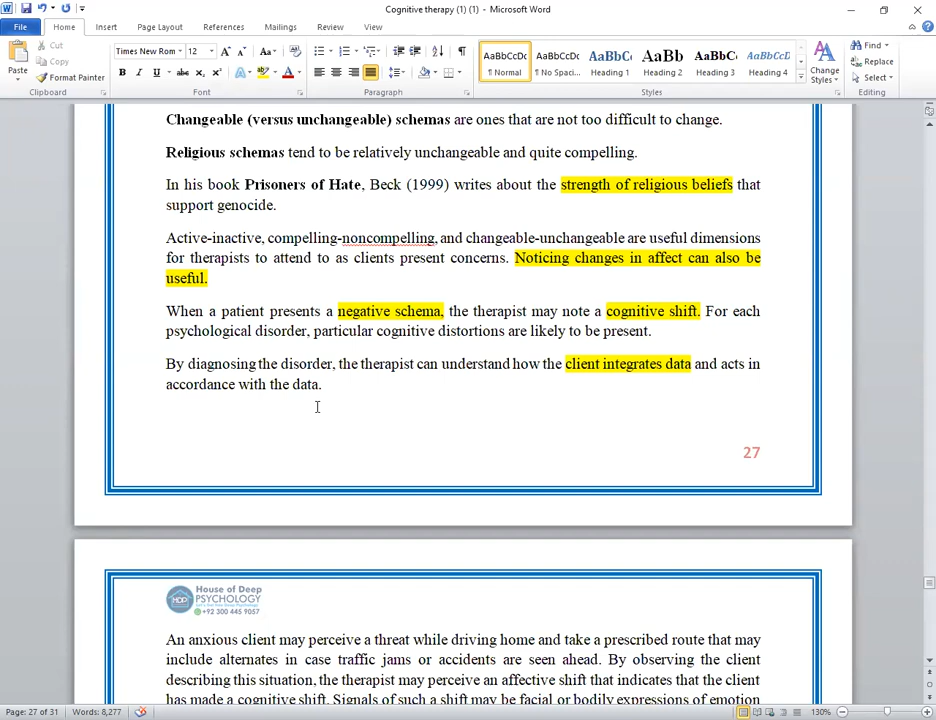 Cognitive therapy (1) (1) - Microsoft Word
File Home Insert Page Layout References Mailings Review View
Paste Cut Copy Format Painter
Times New Rom 12
AaBbCcDc AaBbCcDc AaBbC AaBb AaBbC AaBbCcD
¶ Normal ¶ No Spaci... Heading 1 Heading 2 Heading 3 Heading 4
Change Styles
Find Replace Select
Clipboard Font Paragraph Styles Editing
Changeable (versus unchangeable) schemas are ones that are not too difficult to change.
Religious schemas tend to be relatively unchangeable and quite compelling.
In his book Prisoners of Hate, Beck (1999) writes about the strength of religious beliefs that
support genocide.
Active-inactive, compelling-noncompelling, and changeable-unchangeable are useful dimensions
for therapists to attend to as clients present concerns. Noticing changes in affect can also be
useful.
When a patient presents a negative schema, the therapist may note a cognitive shift. For each
psychological disorder, particular cognitive distortions are likely to be present.
By diagnosing the disorder, the therapist can understand how the client integrates data and acts in
accordance with the data.
27
House of Deep
PSYCHOLOGY
+92 300 445 9057
An anxious client may perceive a threat while driving home and take a prescribed route that may
include alternates in case traffic jams or accidents are seen ahead. By observing the client
describing this situation, the therapist may perceive an affective shift that indicates that the client
has made a cognitive shift. Signals of such a shift may be facial or bodily expressions of emotion
Page: 27 of 31 Words: 8,277 130%